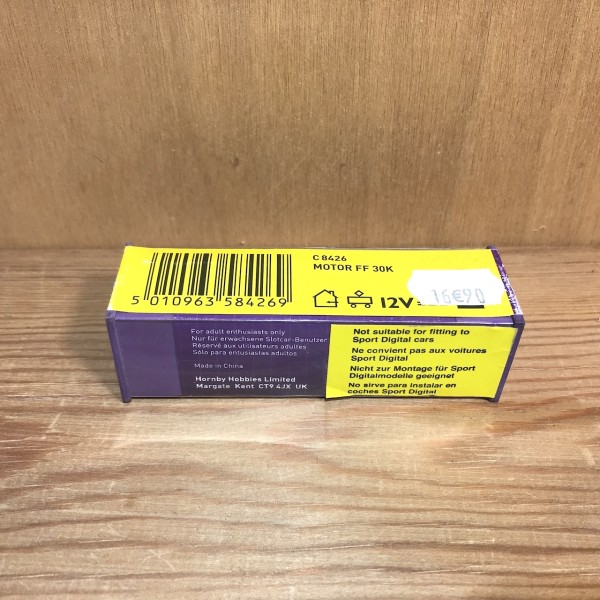 C 8426
MOTOR FF 30K
5 010963 584269
12V
16€90
For adult enthusiasts only
Nur für erwachsene Slotcar-Benutzer
Réservé aux utilisateurs adultes
Sólo para entusiastas adultos
Made in China
Hornby Hobbies Limited
Margate Kent CT9 4JX UK
Not suitable for fitting to
Sport Digital cars
Ne convient pas aux voitures
Sport Digital
Nicht zur Montage für Sport
Digitalmodelle geeignet
No sirve para instalar en
coches Sport Digital